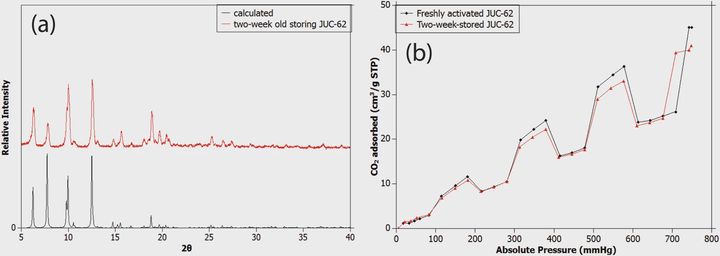 (a)
calculated
two-week old storing JUC-62
Relative Intensity
0
5
10
15
20
25
30
35
40
2θ
(b)
Freshly activated JUC-62
Two-week-stored JUC-62
CO₂ adsorbed (cm³/g STP)
50
40
30
20
10
0
0
100
200
300
400
500
600
700
800
Absolute Pressure (mmHg)